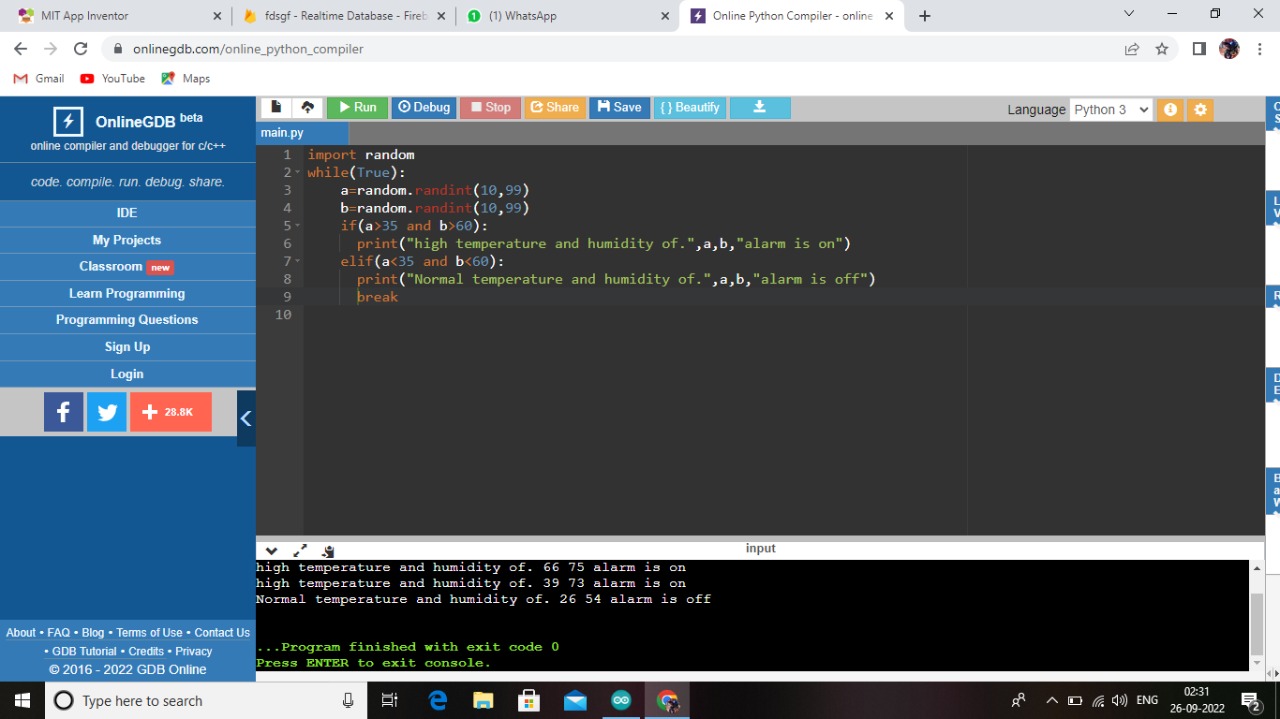 MIT App Inventor
fdsgf - Realtime Database - Fireb
(1) WhatsApp
Online Python Compiler - online
onlinegdb.com/online_python_compiler
Gmail YouTube Maps
OnlineGDB beta
online compiler and debugger for c/c++
code. compile. run. debug. share.
IDE
My Projects
Classroom new
Learn Programming
Programming Questions
Sign Up
Login
f + 28.8K
About • FAQ • Blog • Terms of Use • Contact Us
• GDB Tutorial • Credits • Privacy
© 2016 - 2022 GDB Online
Run Debug Stop Share Save { } Beautify
Language Python 3
main.py
1 import random
2 while(True):
3 a=random.randint(10,99)
4 b=random.randint(10,99)
5 if(a>35 and b>60):
6 print("high temperature and humidity of.",a,b,"alarm is on")
7 elif(a<35 and b<60):
8 print("Normal temperature and humidity of.",a,b,"alarm is off")
9 break
10
input
high temperature and humidity of. 66 75 alarm is on
high temperature and humidity of. 39 73 alarm is on
Normal temperature and humidity of. 26 54 alarm is off
...Program finished with exit code 0
Press ENTER to exit console.
Type here to search
ENG
02:31
26-09-2022
2